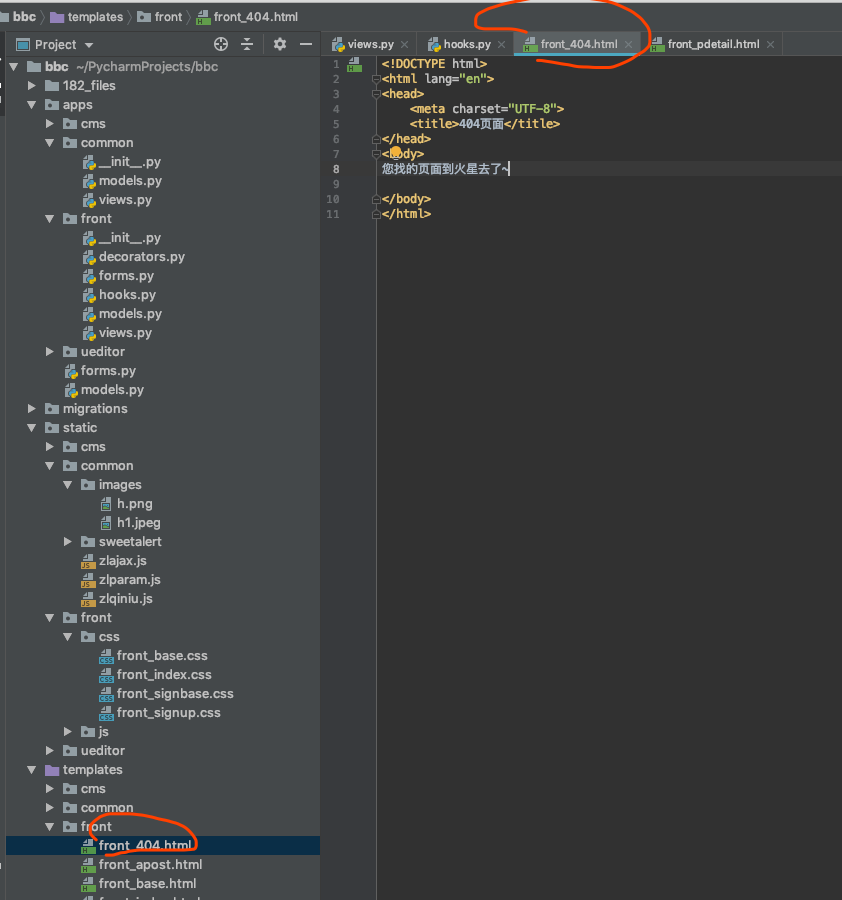 bbc templates front front_404.html
Project
views.py hooks.py front_404.html front_pdetail.html
bbc ~/PycharmProjects/bbc
182_files
apps
cms
common
__init__.py
models.py
views.py
front
__init__.py
decorators.py
forms.py
hooks.py
models.py
views.py
ueditor
forms.py
models.py
migrations
static
cms
common
images
h.png
h1.jpeg
sweetalert
zlajax.js
zlparam.js
zlqiniu.js
front
css
front_base.css
front_index.css
front_signbase.css
front_signup.css
js
ueditor
templates
cms
common
front
front_404.html
front_apost.html
front_base.html
1 <!DOCTYPE html>
2 <html lang="en">
3 <head>
4 <meta charset="UTF-8">
5 <title>404页面</title>
6 </head>
7 <body>
8 您找的页面到火星去了~
9
10 </body>
11 </html>